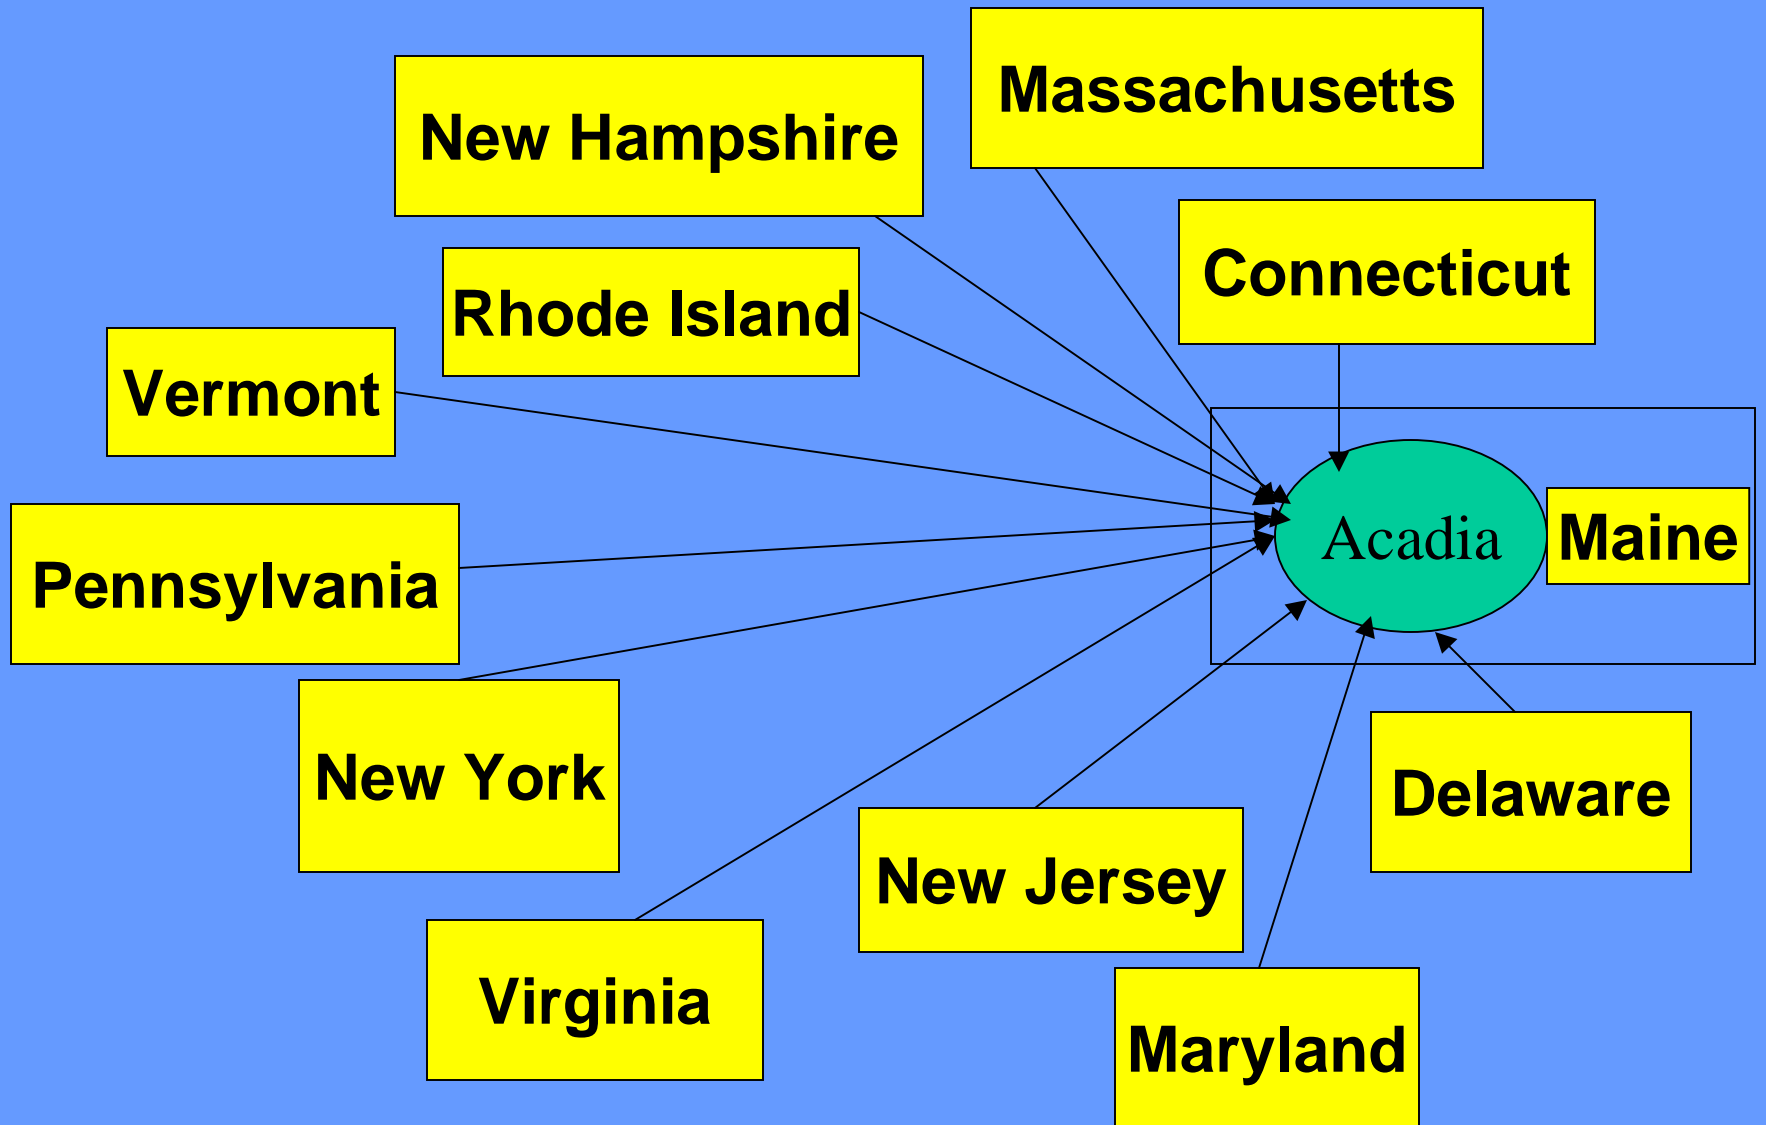 Massachusetts
New Hampshire
Connecticut
Rhode Island
Vermont
Acadia
Maine
Pennsylvania
New York
Delaware
New Jersey
Virginia
Maryland